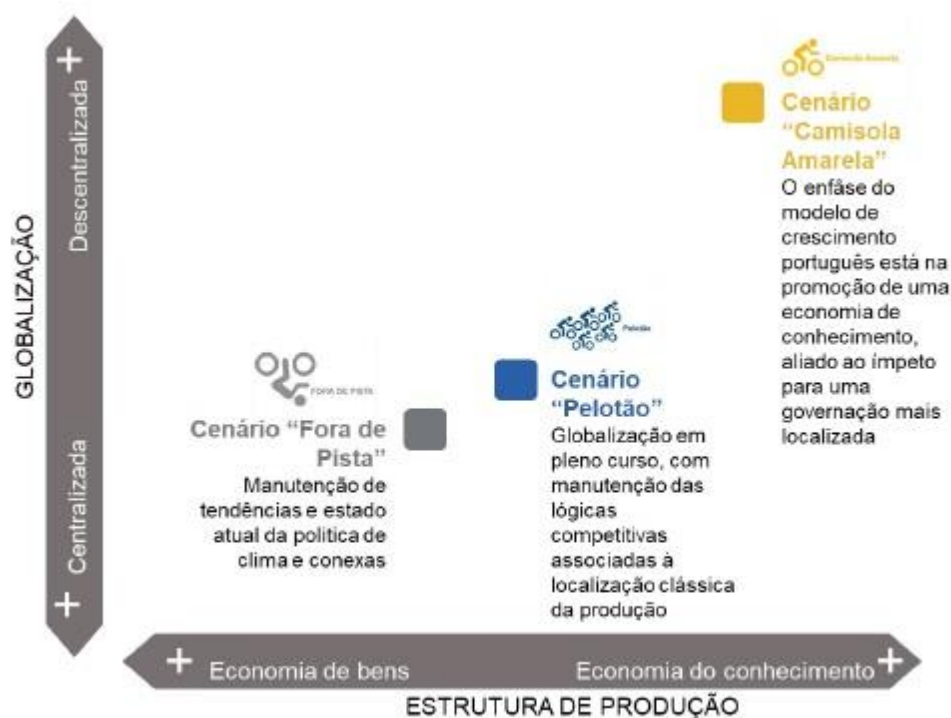 GLOBALIZAÇÃO
+
Descentralizada
Centralizada
+
Camisola Amarela
Cenário
“Camisola
Amarela”
O enfâse do
modelo de
crescimento
português está na
promoção de uma
economia de
conhecimento,
aliado ao ímpeto
para uma
governação mais
localizada
Pelotão
Cenário
“Pelotão”
Globalização em
pleno curso, com
manutenção das
lógicas
competitivas
associadas à
localização clássica
da produção
FORA DE PISTA
Cenário “Fora de
Pista”
Manutenção de
tendências e estado
atual da politica de
clima e conexas
+ Economia de bens
Economia do conhecimento +
ESTRUTURA DE PRODUÇÃO